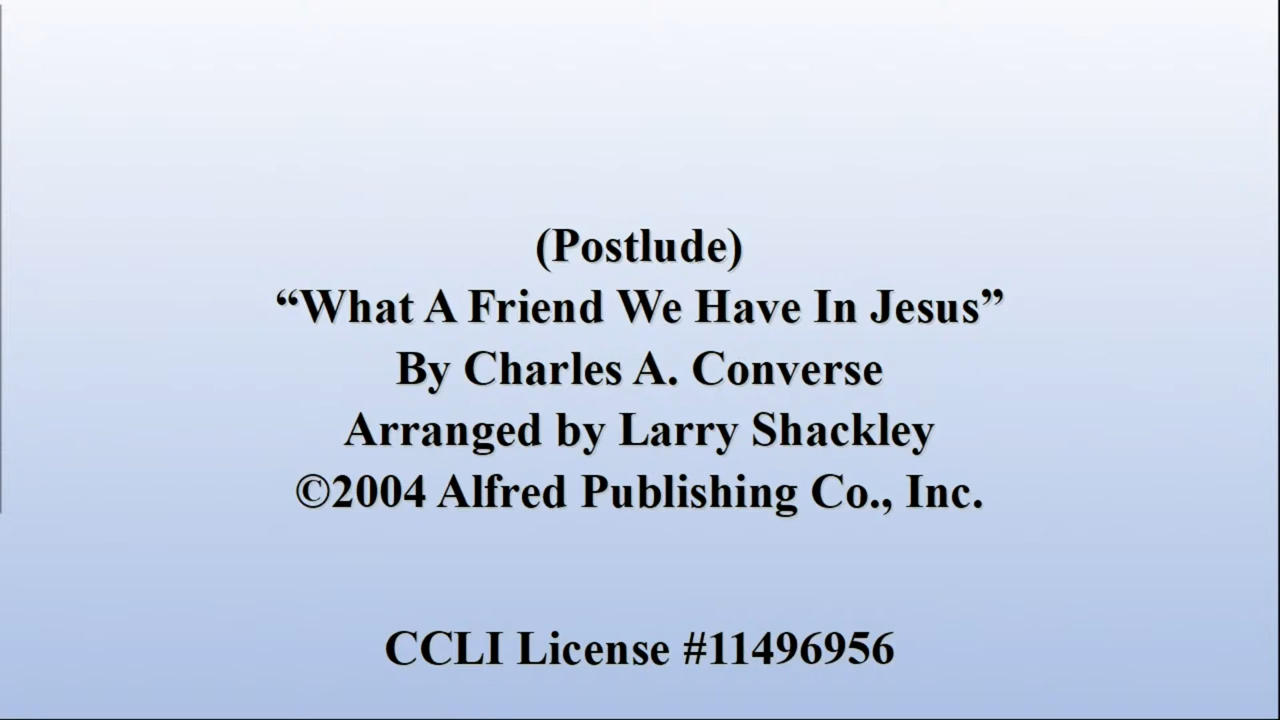 (Postlude)
“What A Friend We Have In Jesus”
By Charles A. Converse
Arranged by Larry Shackley
©2004 Alfred Publishing Co., Inc.
CCLI License #11496956